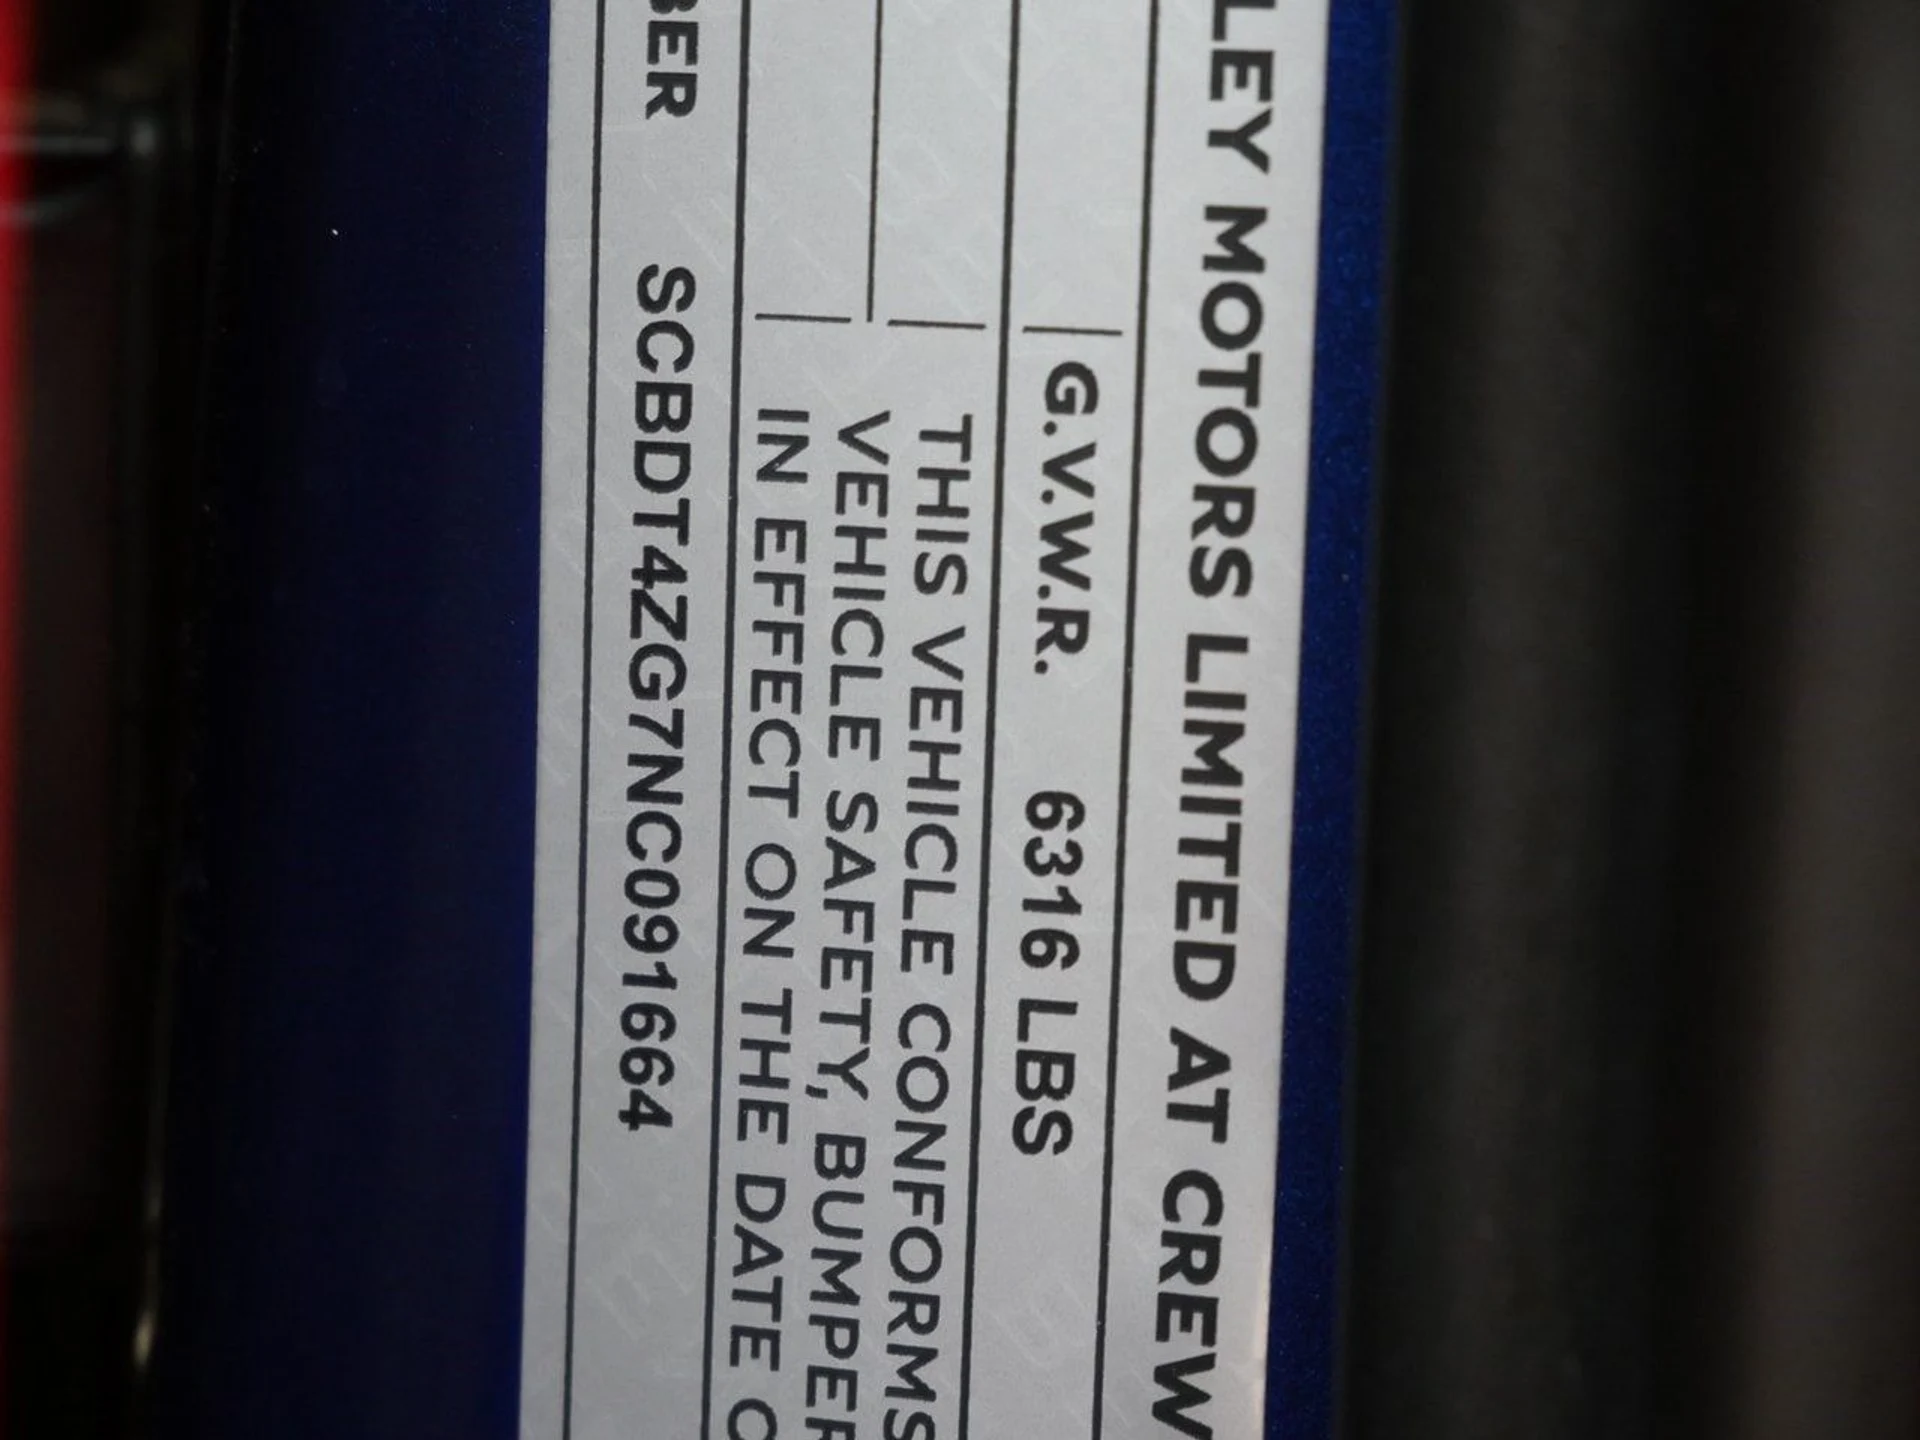 LEY MOTORS LIMITED AT CREW
G.V.W.R. 6316 LBS
THIS VEHICLE CONFORMS
VEHICLE SAFETY, BUMPER
IN EFFECT ON THE DATE O
BER SCBDT4ZG7NC091664